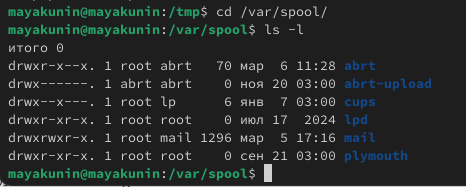 mayakunin@mayakunin:/tmp$ cd /var/spool/
mayakunin@mayakunin:/var/spool$ ls -l
итого 0
drwxr-xr-x. 1 root abrt   70 мар  6 11:28 abrt
drwx------. 1 abrt abrt    0 ноя 20 03:00 abrt-upload
drwx--x---. 1 root lp      6 янв  7 03:00 cups
drwxr-xr-x. 1 root root    0 июл 17  2024 lpd
drwxrwxr-x. 1 root mail 1296 мар  5 17:16 mail
drwxr-xr-x. 1 root root    0 сен 21 03:00 plymouth
mayakunin@mayakunin:/var/spool$